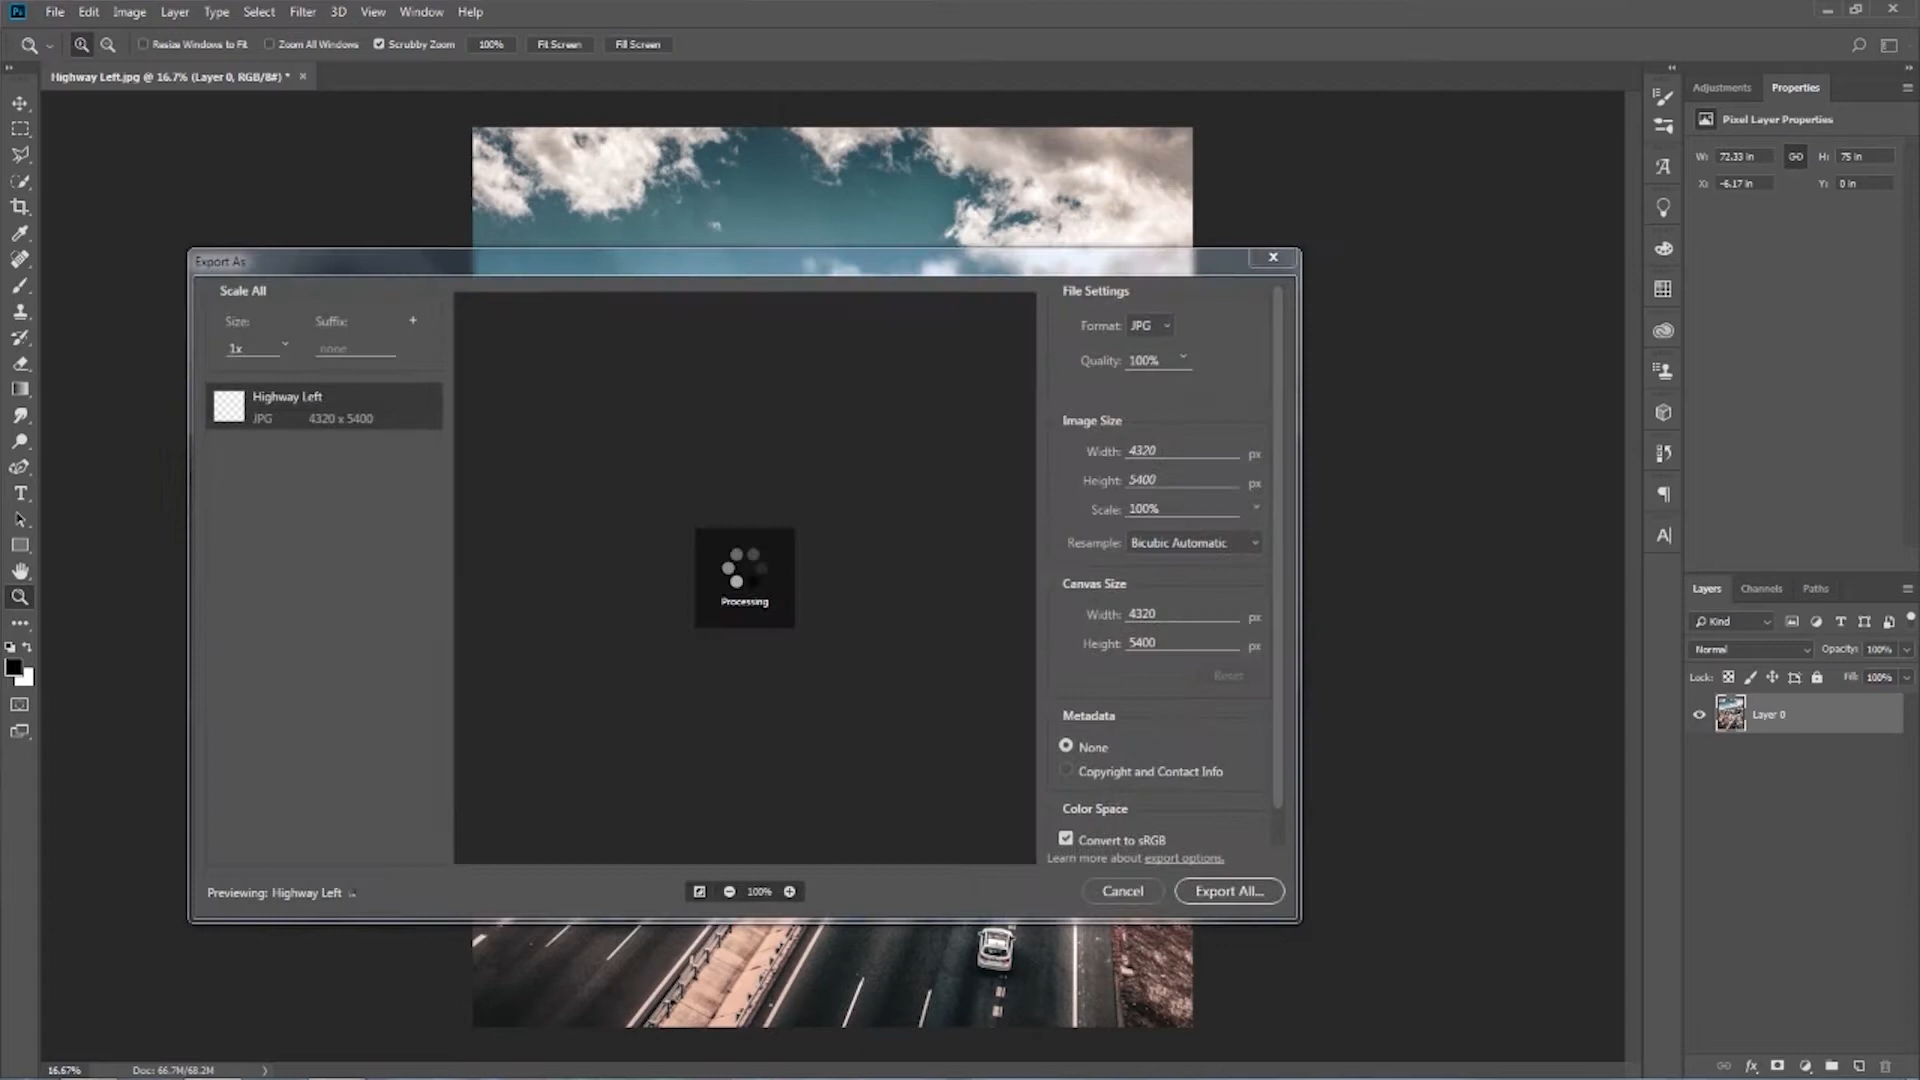 Ps File Edit Image Layer Type Select Filter 3D View Window Help
Resize Windows to Fit Zoom All Windows Scrubby Zoom 100% Fit Screen Fill Screen
Highway Left.jpg @ 16.7% (Layer 0, RGB/8#) * ×
Adjustments Properties
Pixel Layer Properties
W: 72.33 in GO H: 75 in
X: -6.17 in Y: 0 in
Export As
Scale All
Size: Suffix: +
1x none
Highway Left
JPG 4320 x 5400
Processing
File Settings
Format: JPG
Quality: 100%
Image Size
Width: 4320 px
Height: 5400 px
Scale: 100%
Resample: Bicubic Automatic
Canvas Size
Width: 4320 px
Height: 5400 px
Reset
Metadata
None
Copyright and Contact Info
Color Space
Convert to sRGB
Learn more about export options.
Previewing: Highway Left
100%
Cancel Export All...
Layers Channels Paths
Kind
Normal Opacity: 100%
Lock: Fill: 100%
Layer 0
fx
16.67% Doc: 66.7M/68.2M